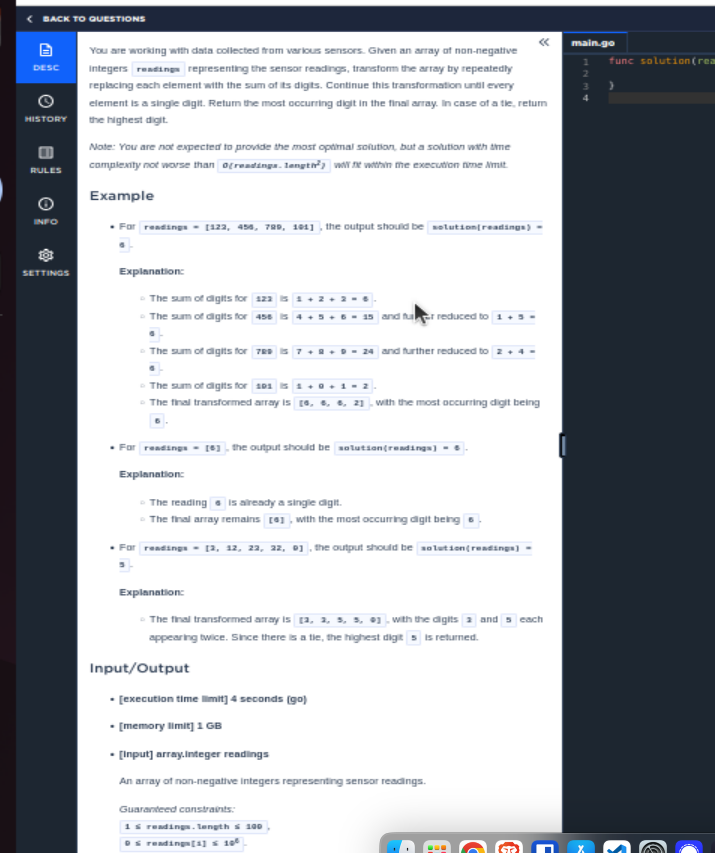 BACK TO QUESTIONS
DESC
HISTORY
RULES
INFO
SETTINGS
You are working with data collected from various sensors. Given an array of non-negative
integers readings representing the sensor readings, transform the array by repeatedly
replacing each element with the sum of its digits. Continue this transformation until every
element is a single digit. Return the most occurring digit in the final array. In case of a tie, return
the highest digit.
Note: You are not expected to provide the most optimal solution, but a solution with time
complexity not worse than O(readings.length²) will fit within the execution time limit.
Example
• For readings = [123, 456, 789, 101], the output should be solution(readings) =
6.
Explanation:
○ The sum of digits for 123 is 1 + 2 + 3 = 6.
○ The sum of digits for 456 is 4 + 5 + 6 = 15 and further reduced to 1 + 5 =
6.
○ The sum of digits for 789 is 7 + 8 + 9 = 24 and further reduced to 2 + 4 =
6.
○ The sum of digits for 101 is 1 + 0 + 1 = 2.
○ The final transformed array is [6, 6, 6, 2], with the most occurring digit being
6.
• For readings = [6], the output should be solution(readings) = 6.
Explanation:
○ The reading 6 is already a single digit.
○ The final array remains [6], with the most occurring digit being 6.
• For readings = [3, 12, 23, 32, 0], the output should be solution(readings) =
5.
Explanation:
○ The final transformed array is [3, 3, 5, 5, 0], with the digits 3 and 5 each
appearing twice. Since there is a tie, the highest digit 5 is returned.
Input/Output
• [execution time limit] 4 seconds (go)
• [memory limit] 1 GB
• [input] array.integer readings
An array of non-negative integers representing sensor readings.
Guaranteed constraints:
1 ≤ readings.length ≤ 100,
main.go
1 func solution(rea
2
3 }
4